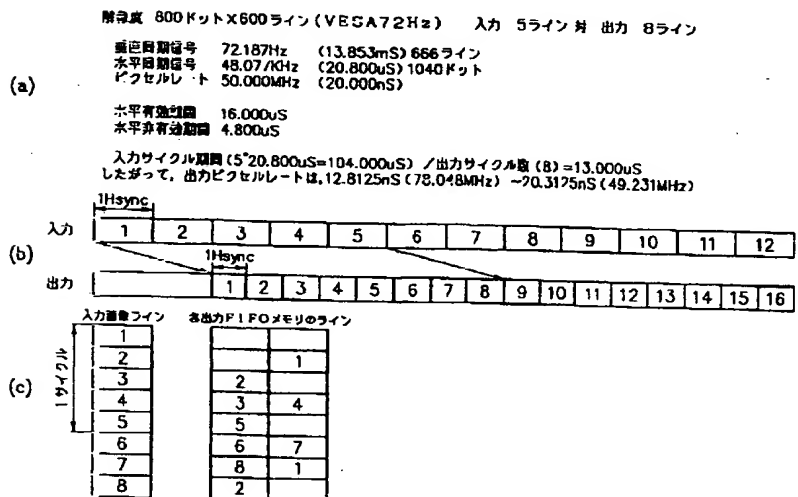 解像度 800ドット×600ライン(VESA72Hz) 入力 5ライン 対 出力 8ライン
(a)
垂直同期信号 72.187Hz (13.853mS) 666ライン
水平同期信号 48.077KHz (20.800uS) 1040ドット
ピクセルレート 50.000MHz (20.000nS)
水平有効期間 16.000uS
水平非有効期間 4.800uS
入力サイクル期間(5*20.800uS=104.000uS) /出力サイクル数(8)=13.000uS
したがって,出力ピクセルレートは,12.8125nS(78.048MHz) ~20.3125nS(49.231MHz)
(b)
1Hsync
入力 1 2 3 4 5 6 7 8 9 10 11 12
1Hsync
出力 1 2 3 4 5 6 7 8 9 10 11 12 13 14 15 16
(c)
入力画像ライン 各出力FIFOメモリのライン
1サイクル
1
2 1
3 2
4 3 4
5 5
6 6 7
7 8 1
8 2